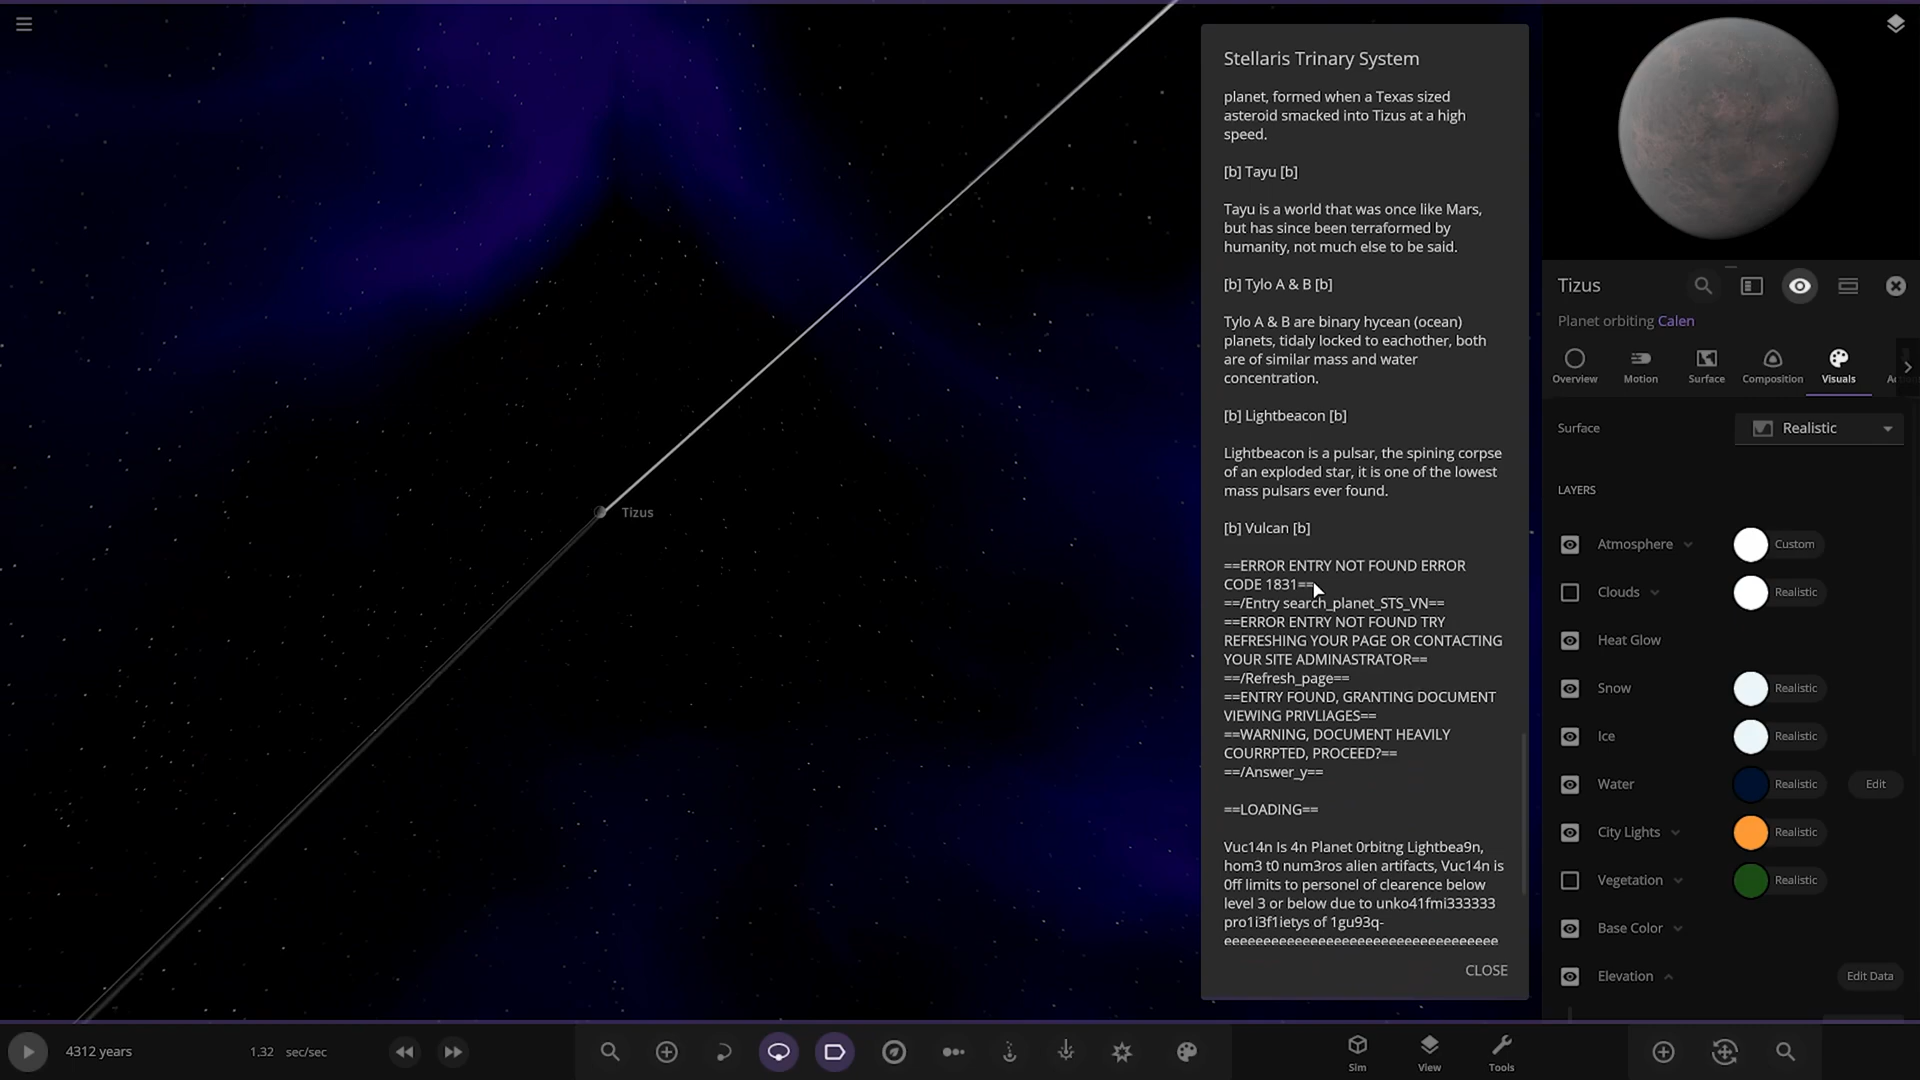 Stellaris Trinary System
planet, formed when a Texas sized
asteroid smacked into Tizus at a high
speed.
[b] Tayu [b]
Tayu is a world that was once like Mars,
but has since been terraformed by
humanity, not much else to be said.
[b] Tylo A & B [b]
Tylo A & B are binary hycean (ocean)
planets, tidaly locked to eachother, both
are of similar mass and water
concentration.
[b] Lightbeacon [b]
Lightbeacon is a pulsar, the spining corpse
of an exploded star, it is one of the lowest
mass pulsars ever found.
[b] Vulcan [b]
==ERROR ENTRY NOT FOUND ERROR
CODE 1831==
==/Entry search_planet_STS_VN==
==ERROR ENTRY NOT FOUND TRY
REFRESHING YOUR PAGE OR CONTACTING
YOUR SITE ADMINASTRATOR==
==/Refresh_page==
==ENTRY FOUND, GRANTING DOCUMENT
VIEWING PRIVLIAGES==
==WARNING, DOCUMENT HEAVILY
COURRPTED, PROCEED?==
==/Answer_y==
==LOADING==
Vuc14n Is 4n Planet 0rbitng Lightbea9n,
hom3 t0 num3ros alien artifacts, Vuc14n is
0ff limits to personel of clearence below
level 3 or below due to unko41fmi333333
pro1i3f1ietys of 1gu93q-
CLOSE
Tizus
Tizus
Planet orbiting Calen
Overview
Motion
Surface
Composition
Visuals
Surface
Realistic
LAYERS
Atmosphere
Custom
Clouds
Realistic
Heat Glow
Snow
Realistic
Ice
Realistic
Water
Realistic
Edit
City Lights
Realistic
Vegetation
Realistic
Base Color
Elevation
Edit Data
4312 years
1.32 sec/sec
Sim
View
Tools